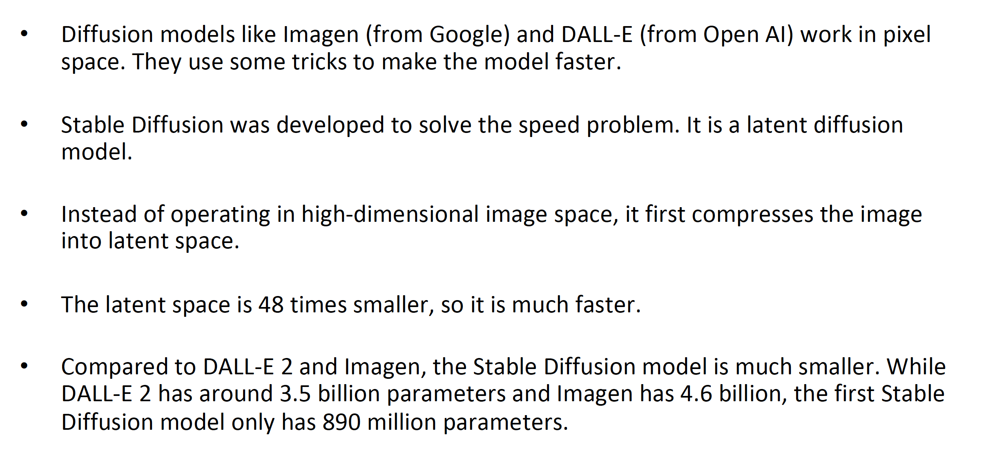 • Diffusion models like Imagen (from Google) and DALL-E (from Open AI) work in pixel
space. They use some tricks to make the model faster.
• Stable Diffusion was developed to solve the speed problem. It is a latent diffusion
model.
• Instead of operating in high-dimensional image space, it first compresses the image
into latent space.
• The latent space is 48 times smaller, so it is much faster.
• Compared to DALL-E 2 and Imagen, the Stable Diffusion model is much smaller. While
DALL-E 2 has around 3.5 billion parameters and Imagen has 4.6 billion, the first Stable
Diffusion model only has 890 million parameters.